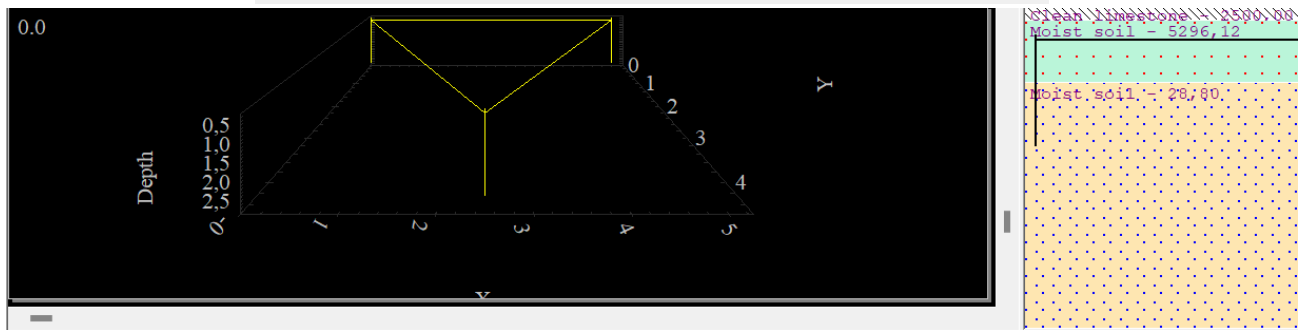 0.0
0
1
2
3
4
Y
0,5
1,0
1,5
2,0
2,5
Depth
-0
1
2
3
4
5
X
Clean limestone - 2500,00
Moist soil - 5296,12
Moist soil - 28,80